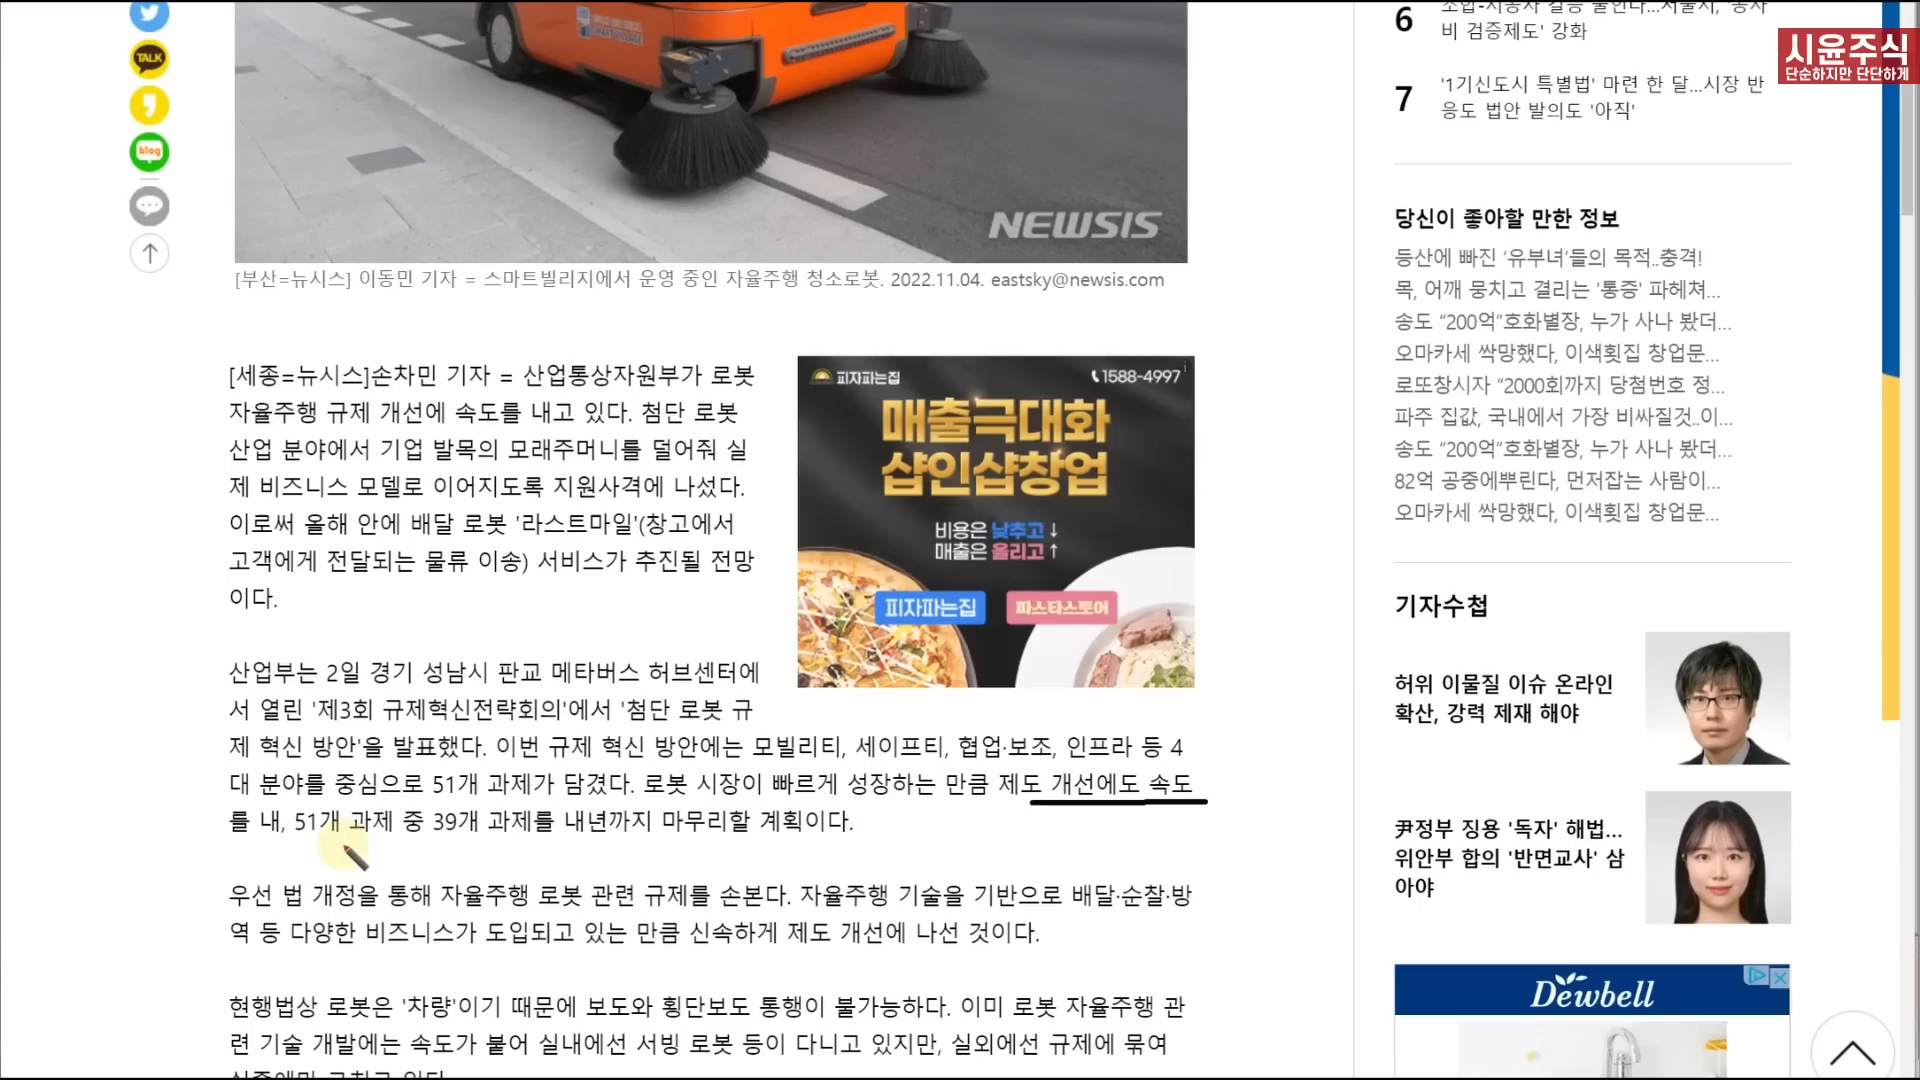 TALK
blog
NEWSIS
[부산=뉴시스] 이동민 기자 = 스마트빌리지에서 운영 중인 자율주행 청소로봇. 2022.11.04. eastsky@newsis.com
[세종=뉴시스]손차민 기자 = 산업통상자원부가 로봇
자율주행 규제 개선에 속도를 내고 있다. 첨단 로봇
산업 분야에서 기업 발목의 모래주머니를 덜어줘 실
제 비즈니스 모델로 이어지도록 지원사격에 나섰다.
이로써 올해 안에 배달 로봇 '라스트마일'(창고에서
고객에게 전달되는 물류 이송) 서비스가 추진될 전망
이다.
피자파는집
1588-4997
매출극대화
샵인샵창업
비용은 낮추고↓
매출은 올리고↑
피자파는집
파스타스토어
산업부는 2일 경기 성남시 판교 메타버스 허브센터에
서 열린 '제3회 규제혁신전략회의'에서 '첨단 로봇 규
제 혁신 방안'을 발표했다. 이번 규제 혁신 방안에는 모빌리티, 세이프티, 협업·보조, 인프라 등 4
대 분야를 중심으로 51개 과제가 담겼다. 로봇 시장이 빠르게 성장하는 만큼 제도 개선에도 속도
를 내, 51개 과제 중 39개 과제를 내년까지 마무리할 계획이다.
우선 법 개정을 통해 자율주행 로봇 관련 규제를 손본다. 자율주행 기술을 기반으로 배달·순찰·방
역 등 다양한 비즈니스가 도입되고 있는 만큼 신속하게 제도 개선에 나선 것이다.
현행법상 로봇은 '차량'이기 때문에 보도와 횡단보도 통행이 불가능하다. 이미 로봇 자율주행 관
련 기술 개발에는 속도가 붙어 실내에선 서빙 로봇 등이 다니고 있지만, 실외에선 규제에 묶여
6
조합-시공사 갈등 줄인다...서울시, '공사
비 검증제도' 강화
7
'1기신도시 특별법' 마련 한 달...시장 반
응도 법안 발의도 '아직'
시윤주식
단순하지만 단단하게
당신이 좋아할 만한 정보
등산에 빠진 '유부녀'들의 목적..충격!
목, 어깨 뭉치고 결리는 '통증' 파헤쳐...
송도 "200억"호화별장, 누가 사나 봤더...
오마카세 싹망했다, 이색횟집 창업문...
로또창시자 "2000회까지 당첨번호 정...
파주 집값, 국내에서 가장 비싸질것..이...
송도 "200억"호화별장, 누가 사나 봤더...
82억 공중에뿌린다, 먼저잡는 사람이...
오마카세 싹망했다, 이색횟집 창업문...
기자수첩
허위 이물질 이슈 온라인
확산, 강력 제재 해야
尹정부 징용 '독자' 해법...
위안부 합의 '반면교사' 삼
아야
Dewbell